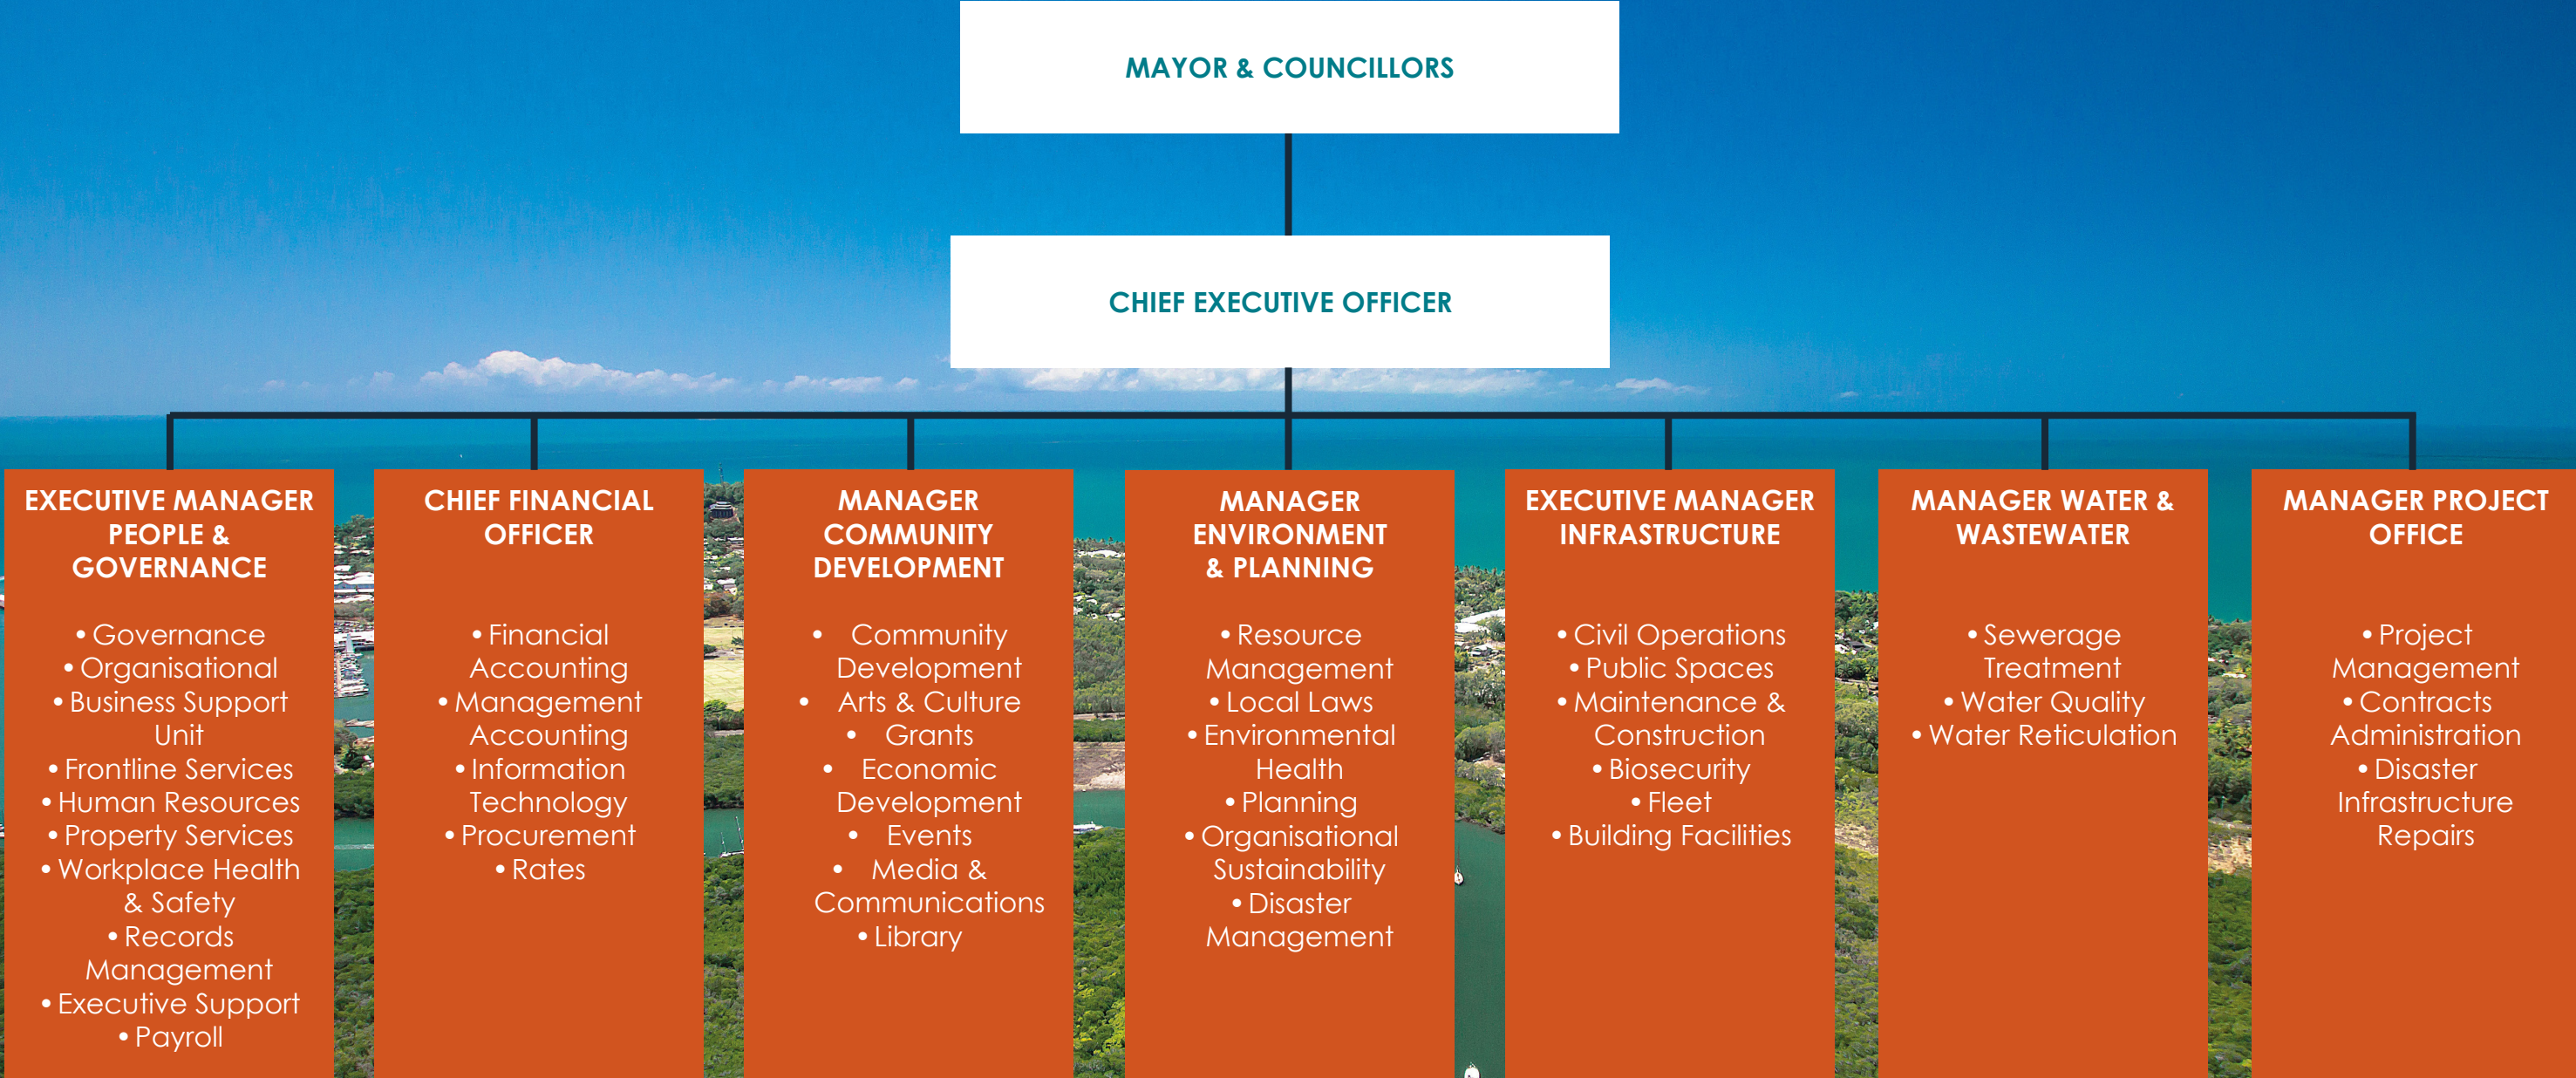 MAYOR & COUNCILLORS
CHIEF EXECUTIVE OFFICER
EXECUTIVE MANAGER
PEOPLE &
GOVERNANCE
• Governance
• Organisational
• Business Support
Unit
• Frontline Services
• Human Resources
• Property Services
• Workplace Health
& Safety
• Records
Management
• Executive Support
• Payroll
CHIEF FINANCIAL
OFFICER
• Financial
Accounting
• Management
Accounting
• Information
Technology
• Procurement
• Rates
MANAGER
COMMUNITY
DEVELOPMENT
• Community
Development
• Arts & Culture
• Grants
• Economic
Development
• Events
• Media &
Communications
• Library
MANAGER
ENVIRONMENT
& PLANNING
• Resource
Management
• Local Laws
• Environmental
Health
• Planning
• Organisational
Sustainability
• Disaster
Management
EXECUTIVE MANAGER
INFRASTRUCTURE
• Civil Operations
• Public Spaces
• Maintenance &
Construction
• Biosecurity
• Fleet
• Building Facilities
MANAGER WATER &
WASTEWATER
• Sewerage
Treatment
• Water Quality
• Water Reticulation
MANAGER PROJECT
OFFICE
• Project
Management
• Contracts
Administration
• Disaster
Infrastructure
Repairs